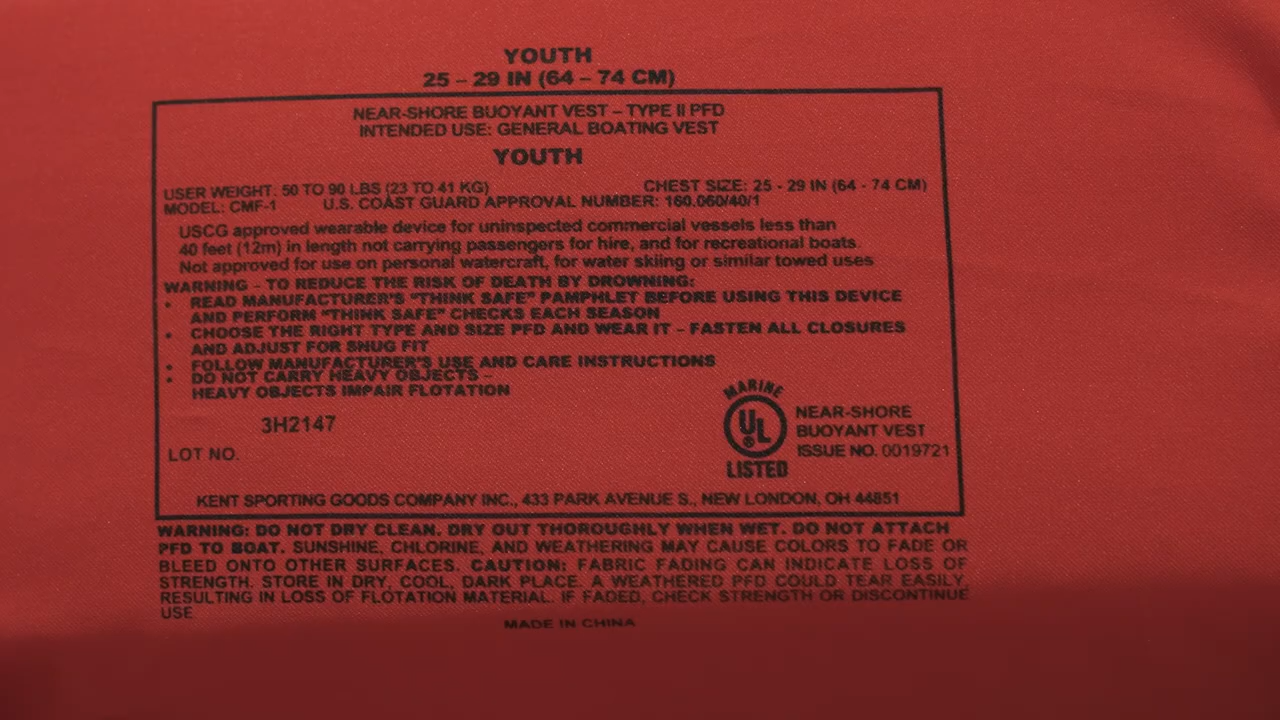 YOUTH
25 – 29 IN (64 – 74 CM)
NEAR-SHORE BUOYANT VEST – TYPE II PFD
INTENDED USE: GENERAL BOATING VEST
YOUTH
USER WEIGHT: 50 TO 90 LBS (23 TO 41 KG) CHEST SIZE: 25 - 29 IN (64 - 74 CM)
MODEL: CMF-1 U.S. COAST GUARD APPROVAL NUMBER: 160.060/40/1
USCG approved wearable device for uninspected commercial vessels less than
40 feet (12m) in length not carrying passengers for hire, and for recreational boats.
Not approved for use on personal watercraft, for water skiing or similar towed uses
WARNING – TO REDUCE THE RISK OF DEATH BY DROWNING:
• READ MANUFACTURER'S "THINK SAFE" PAMPHLET BEFORE USING THIS DEVICE
AND PERFORM "THINK SAFE" CHECKS EACH SEASON
• CHOOSE THE RIGHT TYPE AND SIZE PFD AND WEAR IT – FASTEN ALL CLOSURES
AND ADJUST FOR SNUG FIT
• FOLLOW MANUFACTURER'S USE AND CARE INSTRUCTIONS
• DO NOT CARRY HEAVY OBJECTS –
HEAVY OBJECTS IMPAIR FLOTATION
3H2147
LOT NO.
MARINE
UL ®
LISTED
NEAR-SHORE
BUOYANT VEST
ISSUE NO. 0019721
KENT SPORTING GOODS COMPANY INC., 433 PARK AVENUE S., NEW LONDON, OH 44851
WARNING: DO NOT DRY CLEAN. DRY OUT THOROUGHLY WHEN WET. DO NOT ATTACH
PFD TO BOAT. SUNSHINE, CHLORINE, AND WEATHERING MAY CAUSE COLORS TO FADE OR
BLEED ONTO OTHER SURFACES. CAUTION: FABRIC FADING CAN INDICATE LOSS OF
STRENGTH. STORE IN DRY, COOL, DARK PLACE. A WEATHERED PFD COULD TEAR EASILY,
RESULTING IN LOSS OF FLOTATION MATERIAL. IF FADED, CHECK STRENGTH OR DISCONTINUE
USE
MADE IN CHINA